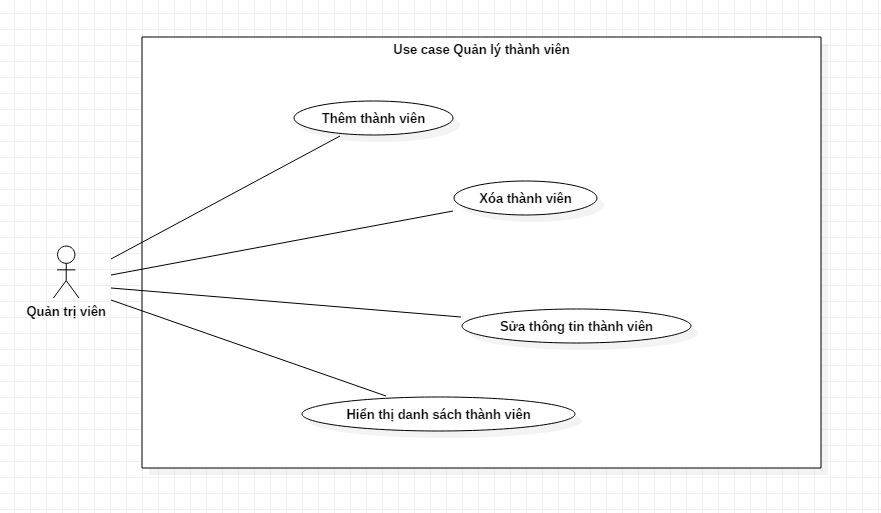 Use case Quản lý thành viên
Thêm thành viên
Xóa thành viên
Quản trị viên
Sửa thông tin thành viên
Hiển thị danh sách thành viên